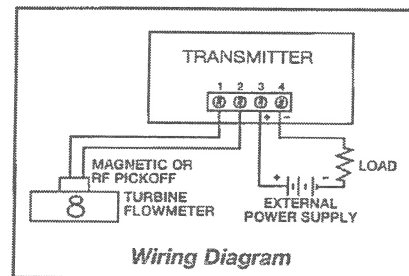 TRANSMITTER
1 2 3 4
+ -
MAGNETIC OR
RF PICKOFF
8
TURBINE
FLOWMETER
LOAD
+ -
EXTERNAL
POWER SUPPLY
Wiring Diagram